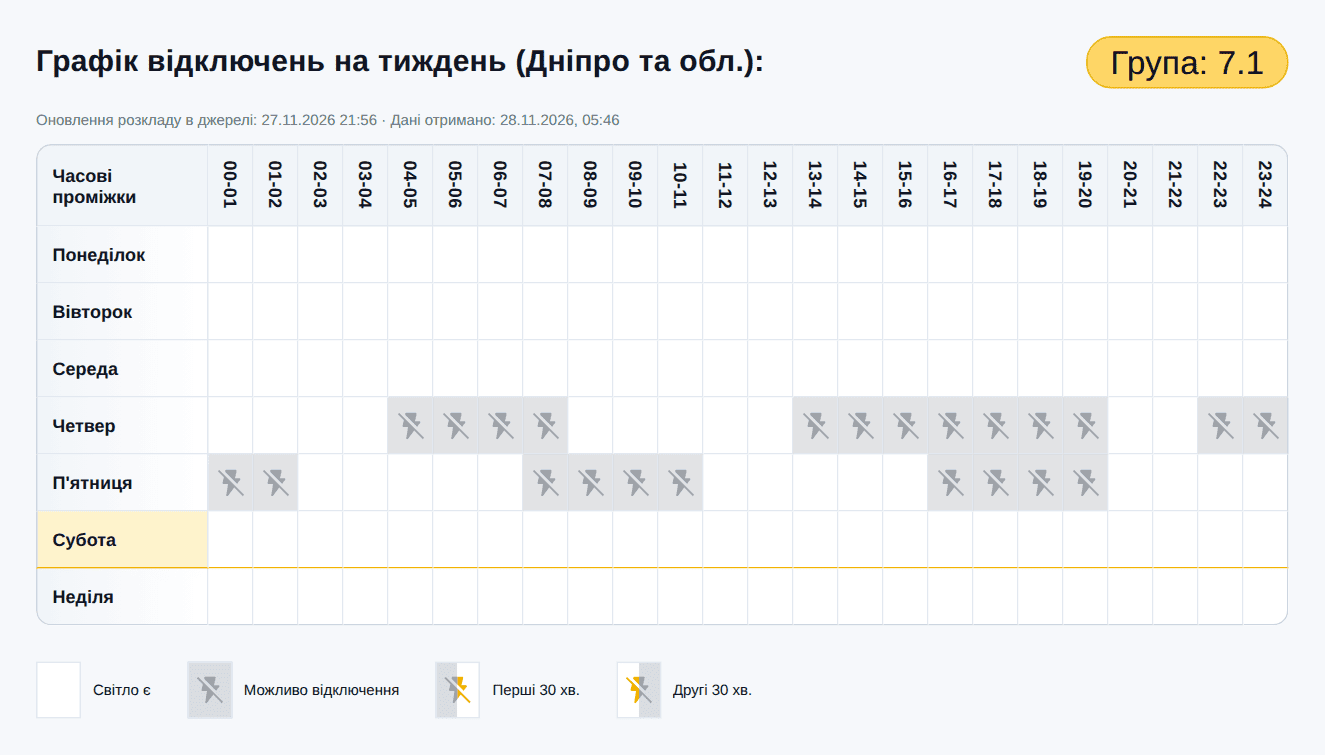 Графік відключень на тиждень (Дніпро та обл.):
Група: 7.1
Оновлення розкладу в джерелі: 27.11.2026 21:56 · Дані отримано: 28.11.2026, 05:46
Часові
проміжки
00-01
01-02
02-03
03-04
04-05
05-06
06-07
07-08
08-09
09-10
10-11
11-12
12-13
13-14
14-15
15-16
16-17
17-18
18-19
19-20
20-21
21-22
22-23
23-24
Понеділок
Вівторок
Середа
Четвер
П'ятниця
Субота
Неділя
Світло є
Можливо відключення
Перші 30 хв.
Другі 30 хв.